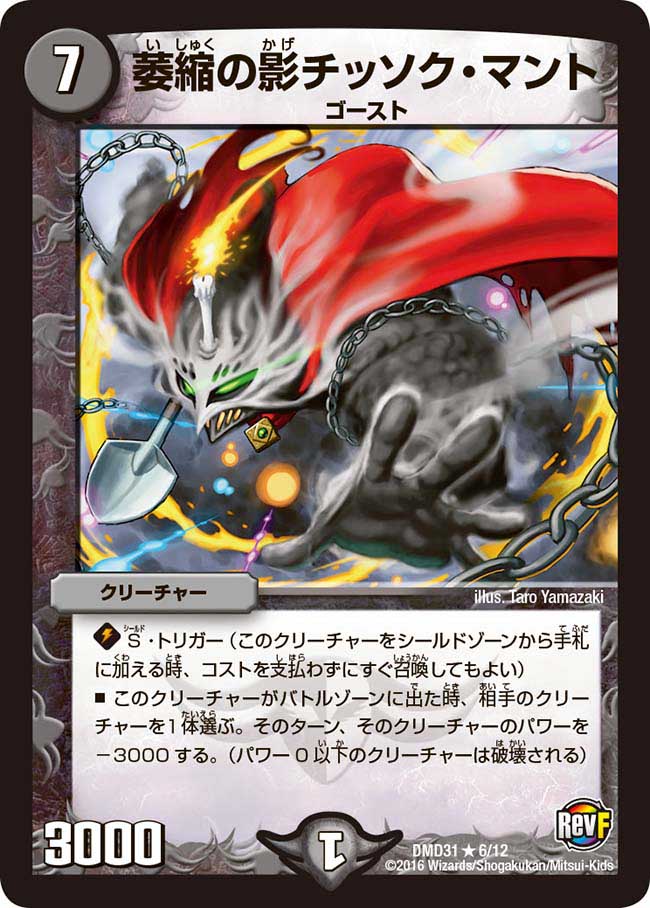 7
萎縮の影チッソク・マント
いしゅく かげ
ゴースト
クリーチャー
illus. Taro Yamazaki
S・トリガー（このクリーチャーをシールドゾーンから手札
に加える時、コストを支払わずにすぐ召喚してもよい）
■ このクリーチャーがバトルゾーンに出た時、相手のクリー
チャーを1体選ぶ。そのターン、そのクリーチャーのパワーを
－3000する。（パワー0以下のクリーチャーは破壊される）
3000
1
RevF
DMD31 ★ 6/12
©2016 Wizards/Shogakukan/Mitsui-Kids